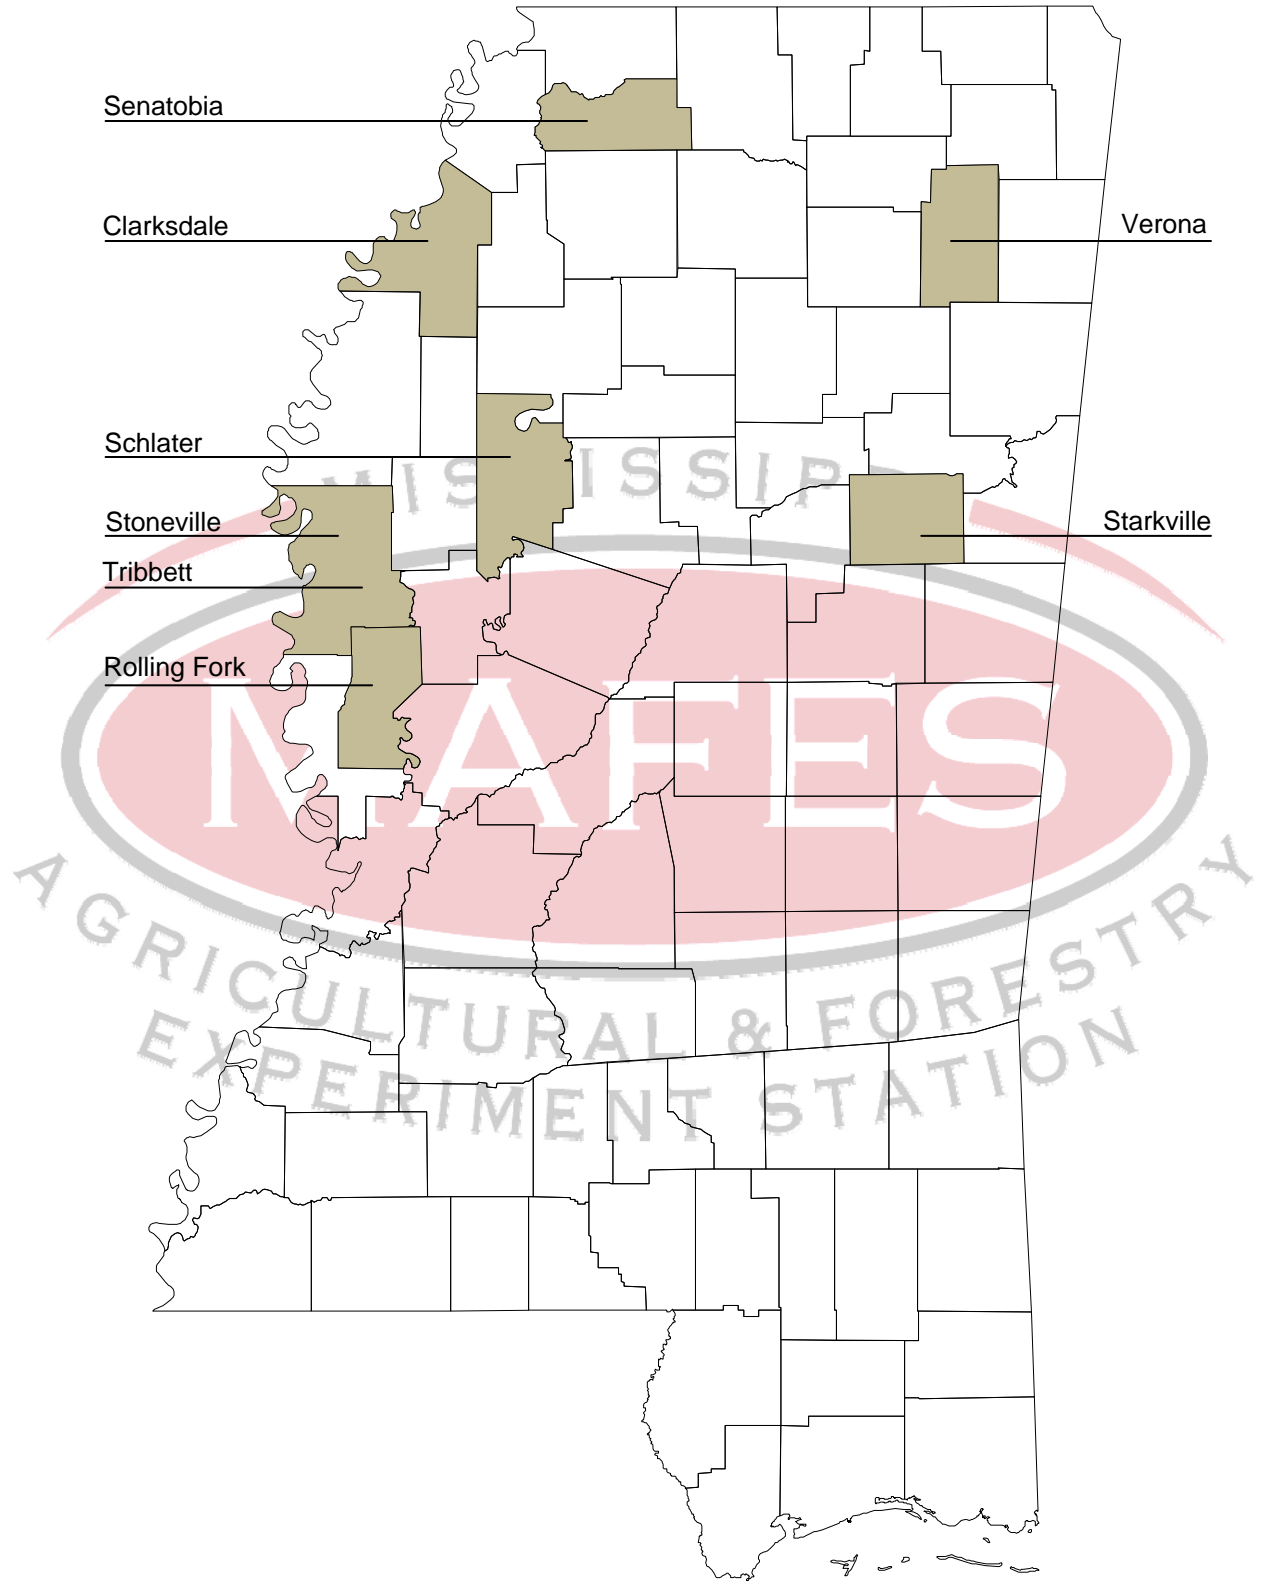 Senatobia
Clarksdale
Verona
Schlater
MISSISSIPPI
Stoneville
Starkville
Tribbett
Rolling Fork
MAFES
AGRICULTURAL & FORESTRY
EXPERIMENT STATION